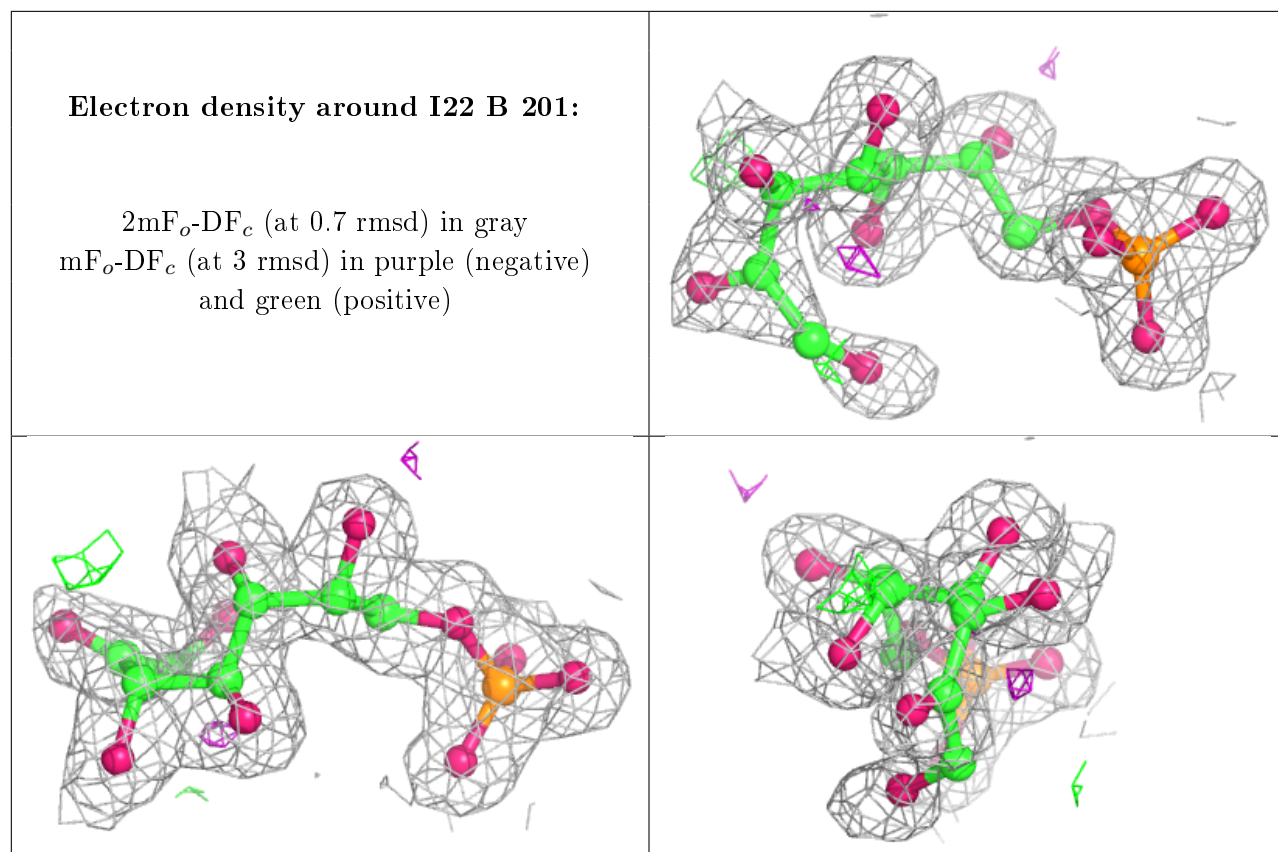 Electron density around I22 B 201:
2mFo-DFc (at 0.7 rmsd) in gray
mFo-DFc (at 3 rmsd) in purple (negative)
and green (positive)